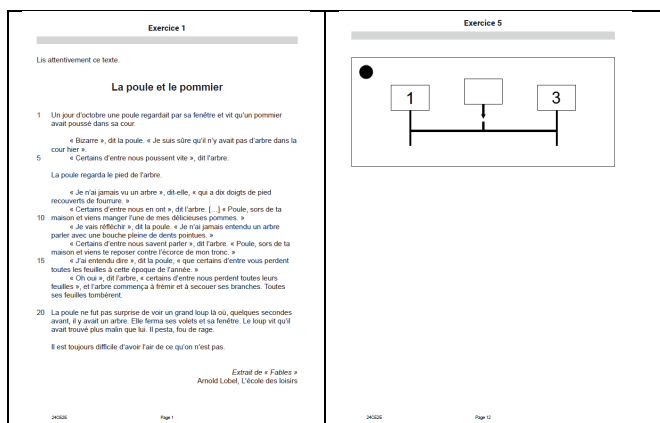 Exercice 1
Lis attentivement ce texte.
La poule et le pommier
1 Un jour d'octobre une poule regardait par sa fenêtre et vit qu'un pommier
avait poussé dans sa cour.
« Bizarre », dit la poule. « Je suis sûre qu'il n'y avait pas d'arbre dans la
cour hier ».
5 « Certains d'entre nous poussent vite », dit l'arbre.
La poule regarda le pied de l'arbre.
« Je n'ai jamais vu un arbre », dit-elle, « qui a dix doigts de pied
recouverts de fourrure. »
« Certains d'entre nous en ont », dit l'arbre. […] « Poule, sors de ta
10 maison et viens manger l'une de mes délicieuses pommes. »
« Je vais réfléchir », dit la poule. « Je n'ai jamais entendu un arbre
parler avec une bouche pleine de dents pointues. »
« Certains d'entre nous savent parler », dit l'arbre. « Poule, sors de ta
maison et viens te reposer contre l'écorce de mon tronc. »
15 « J'ai entendu dire », dit la poule, « que certains d'entre vous perdent
toutes les feuilles à cette époque de l'année. »
« Oh oui », dit l'arbre, « certains d'entre nous perdent toutes leurs
feuilles », et l'arbre commença à frémir et à secouer ses branches. Toutes
ses feuilles tombèrent.
20 La poule ne fut pas surprise de voir un grand loup là où, quelques secondes
avant, il y avait un arbre. Elle ferma ses volets et sa fenêtre. Le loup vit qu'il
avait trouvé plus malin que lui. Il pesta, fou de rage.
Il est toujours difficile d'avoir l'air de ce qu'on n'est pas.
Extrait de « Fables »
Arnold Lobel, L'école des loisirs
24CE2E Page 1
Exercice 5
1 3
24CE2E Page 12